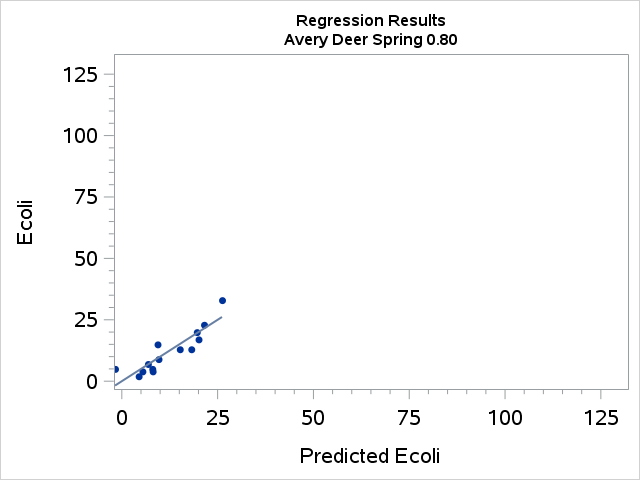 Regression Results
Avery Deer Spring 0.80
125
100
75
50
25
0
Ecoli
0 25 50 75 100 125
Predicted Ecoli